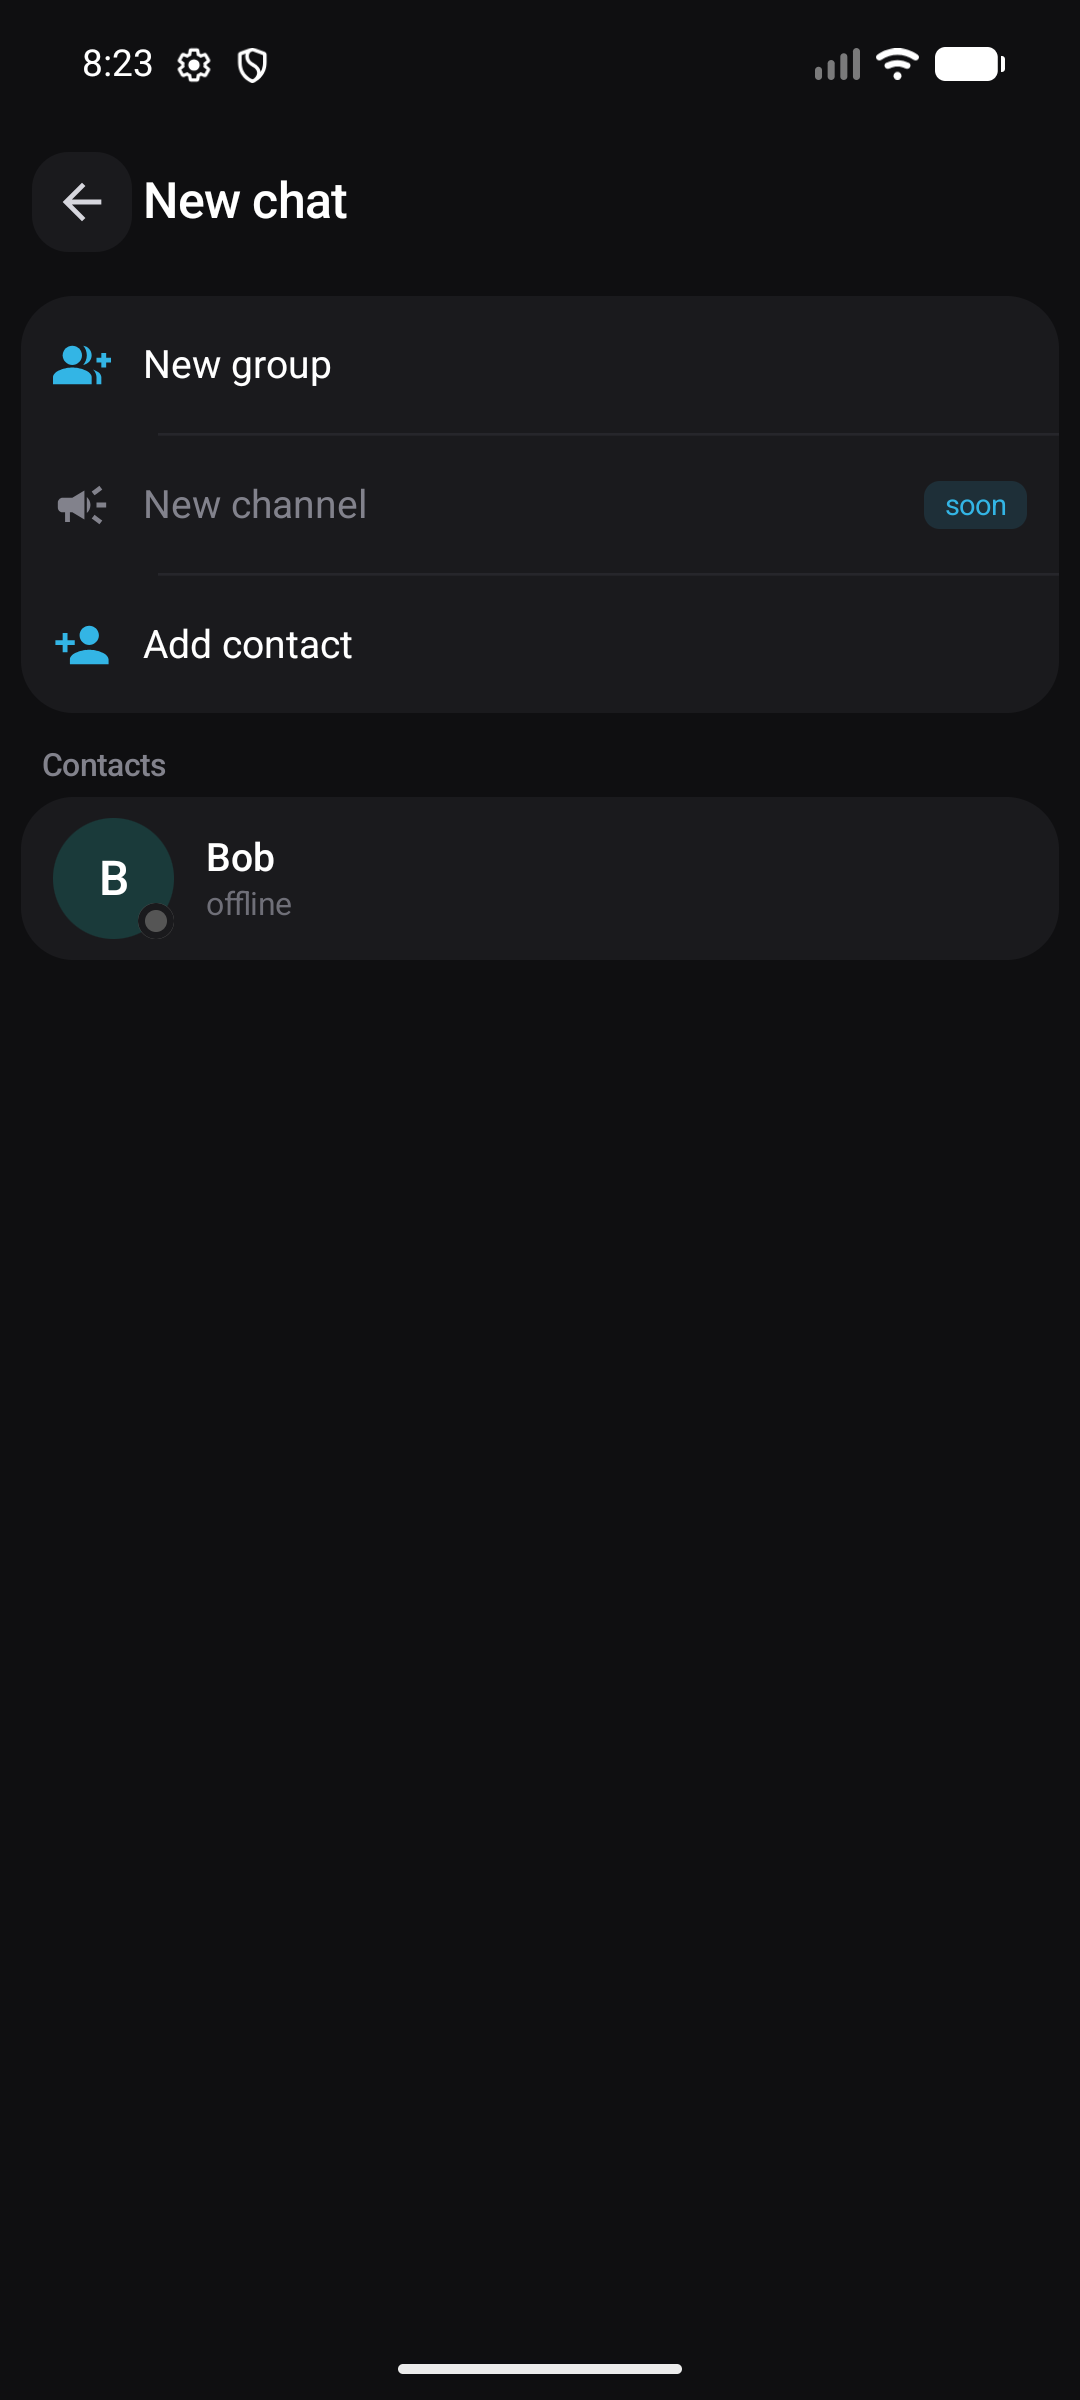 8:23
New chat
New group
New channel
soon
Add contact
Contacts
B
Bob
offline